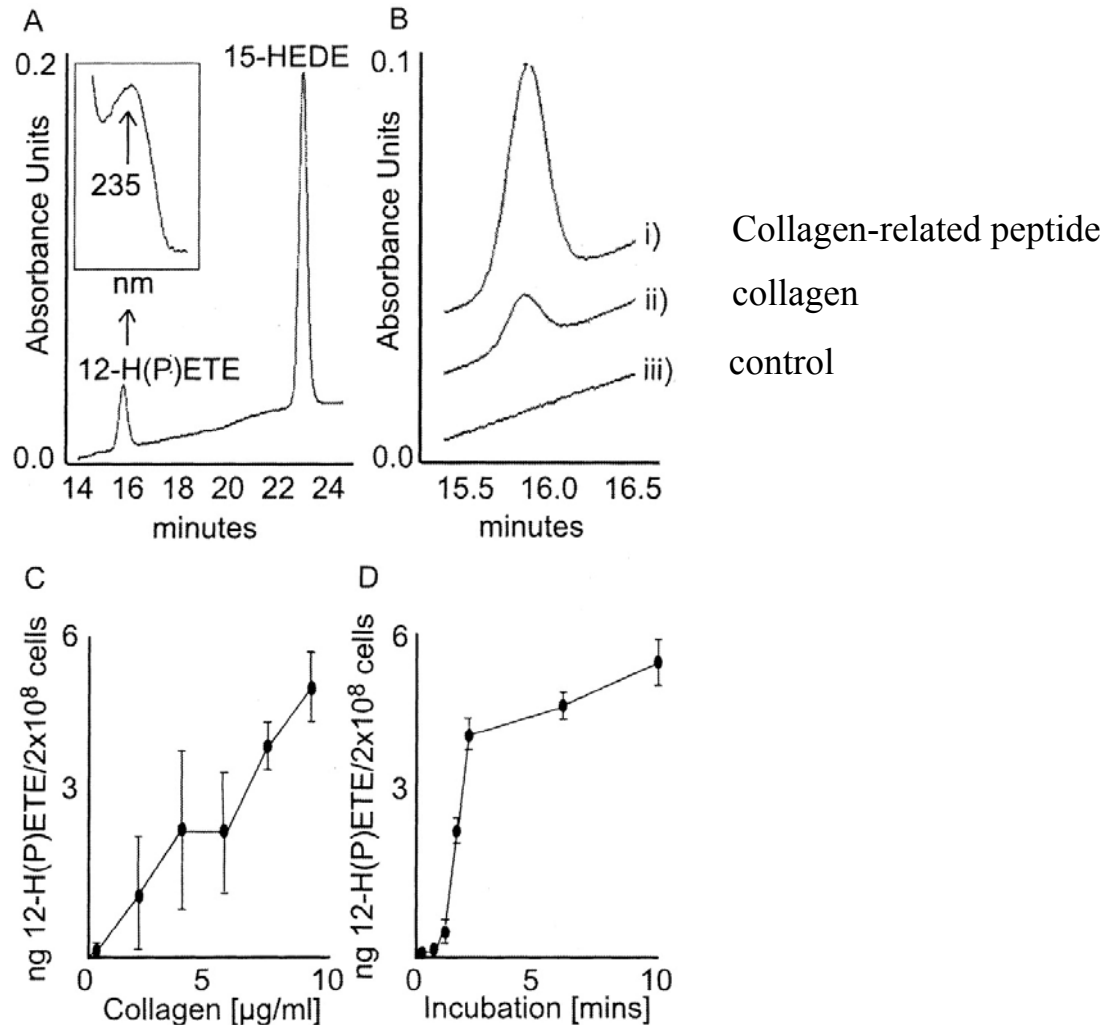 A
B
0.2
15-HEDE
0.1
235
Absorbance Units
Absorbance Units
i)
Collagen-related peptide
nm
ii)
collagen
12-H(P)ETE
iii)
control
0.0
0.0
14 16 18 20 22 24
15.5 16.0 16.5
minutes
minutes
C
D
6
6
ng 12-H(P)ETE/2x10⁸ cells
ng 12-H(P)ETE/2x10⁸ cells
3
3
0 5 10
0 5 10
Collagen [µg/ml]
Incubation [mins]